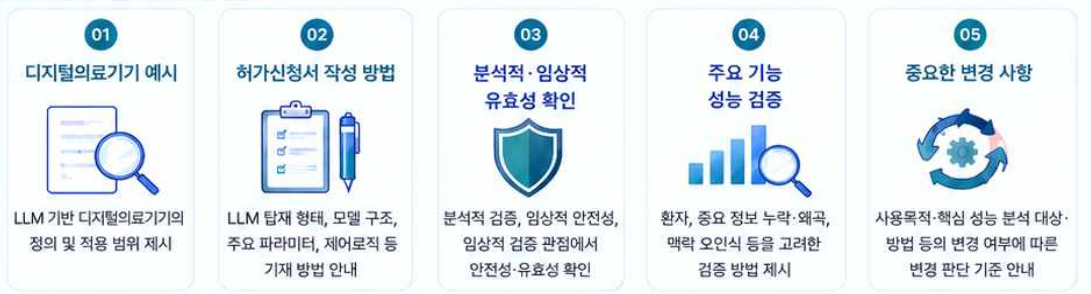 01
디지털의료기기 예시
LLM 기반 디지털의료기기의
정의 및 적용 범위 제시
02
허가신청서 작성 방법
LLM 탑재 형태, 모델 구조,
주요 파라미터, 제어로직 등
기재 방법 안내
03
분석적·임상적
유효성 확인
분석적 검증, 임상적 안전성,
임상적 검증 관점에서
안전성·유효성 확인
04
주요 기능
성능 검증
환자, 중요 정보 누락·왜곡,
맥락 오인식 등을 고려한
검증 방법 제시
05
중요한 변경 사항
사용목적·핵심 성능 분석 대상·
방법 등의 변경 여부에 따른
변경 판단 기준 안내